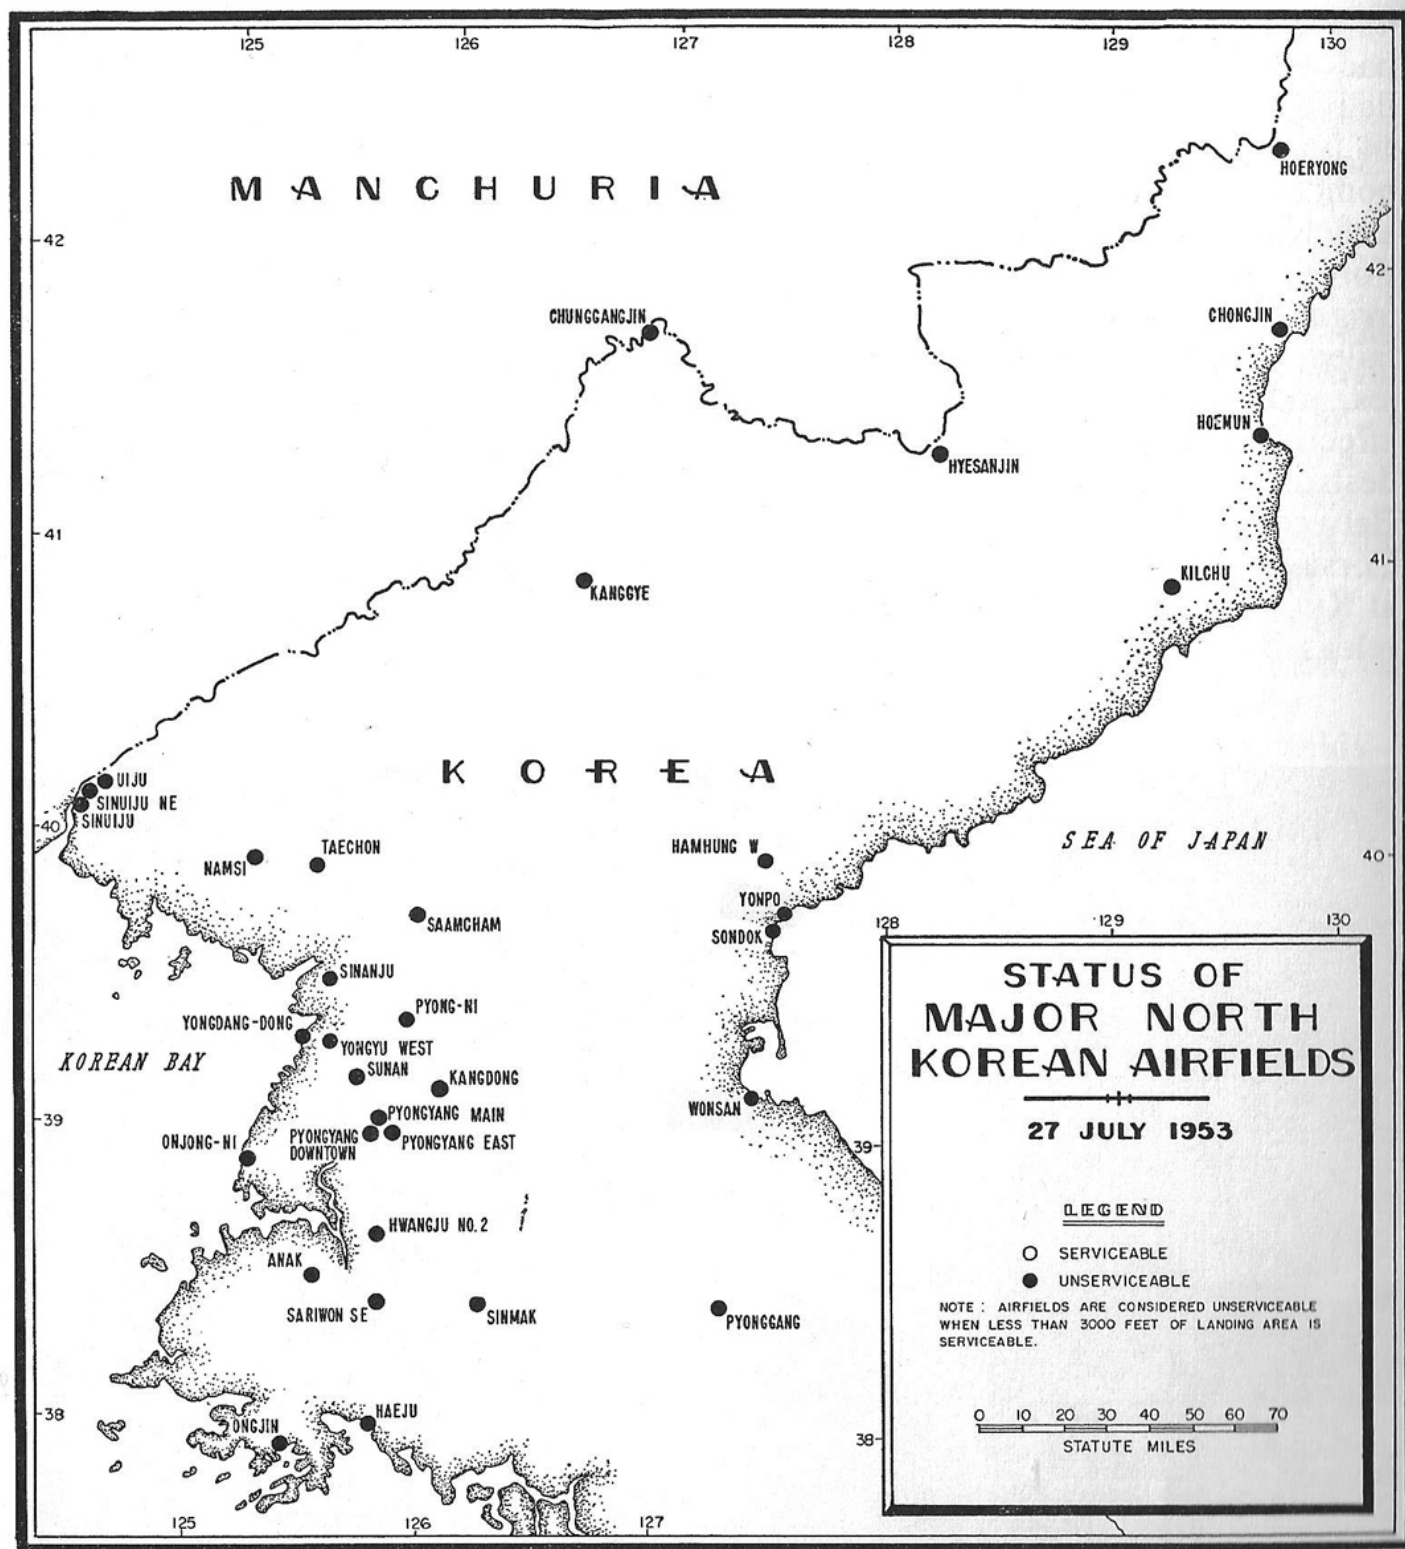 125 126 127 128 129 130
MANCHURIA
HOERYONG
42
42
CHUNGGANGJIN
CHONGJIN
HOEMUN
HYESANJIN
41
41
KANGGYE
KILCHU
KOREA
UIJU
SINUIJU NE
SINUIJU
40
SEA OF JAPAN
40
TAECHON
NAMSI
HAMHUNG W
SAAMCHAM
YONPO
SONDOK
SINANJU
PYONG-NI
YONGDANG-DONG
YONGYU WEST
KOREAN BAY
SUNAN
KANGDONG
WONSAN
39
PYONGYANG MAIN
ONJONG-NI
PYONGYANG
DOWNTOWN
PYONGYANG EAST
HWANGJU NO.2
ANAK
SARIWON SE
SINMAK
PYONGGANG
38
HAEJU
ONGJIN
125 126 127
128 129 130
39
38
STATUS OF
MAJOR NORTH
KOREAN AIRFIELDS
27 JULY 1953
LEGEND
SERVICEABLE
UNSERVICEABLE
NOTE : AIRFIELDS ARE CONSIDERED UNSERVICEABLE
WHEN LESS THAN 3000 FEET OF LANDING AREA IS
SERVICEABLE.
0 10 20 30 40 50 60 70
STATUTE MILES